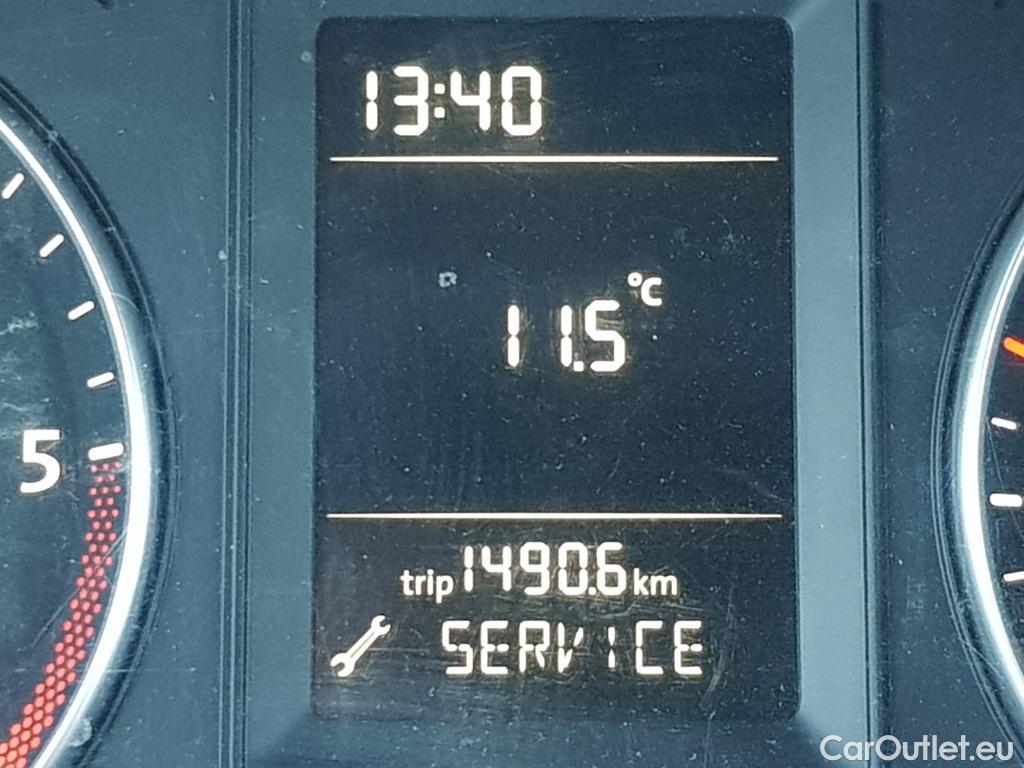 13:40
11.5 °C
5
trip 1490.6 km
SERVICE
CarOutlet.eu